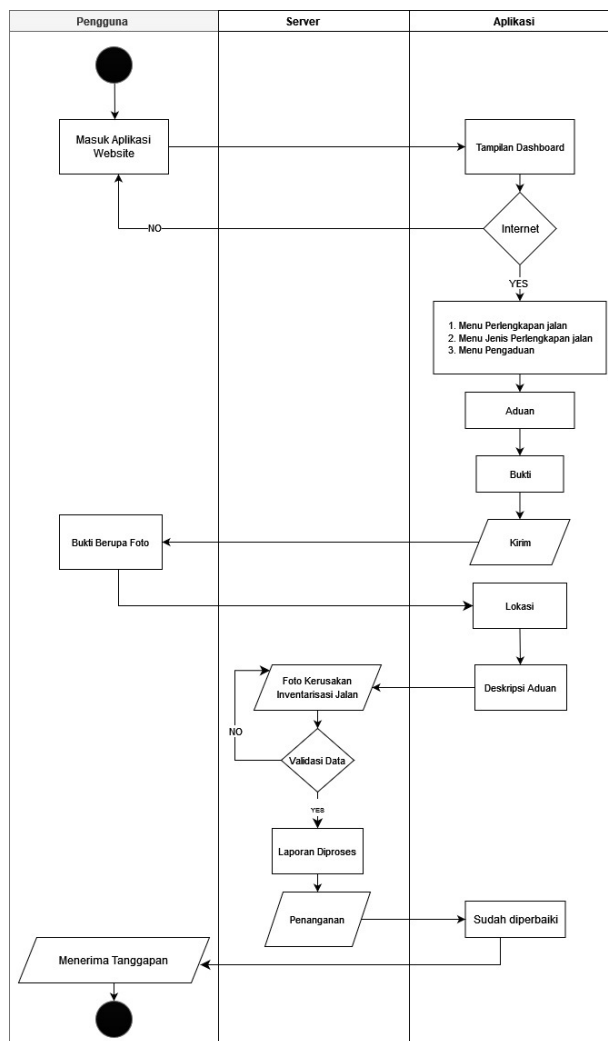 Pengguna
Server
Aplikasi
Masuk Aplikasi
Website
Tampilan Dashboard
Internet
NO
YES
1. Menu Perlengkapan jalan
2. Menu Jenis Perlengkapan jalan
3. Menu Pengaduan
Aduan
Bukti
Kirim
Bukti Berupa Foto
Lokasi
Deskripsi Aduan
Foto Kerusakan
Inventarisasi Jalan
NO
Validasi Data
YES
Laporan Diproses
Penanganan
Sudah diperbaiki
Menerima Tanggapan